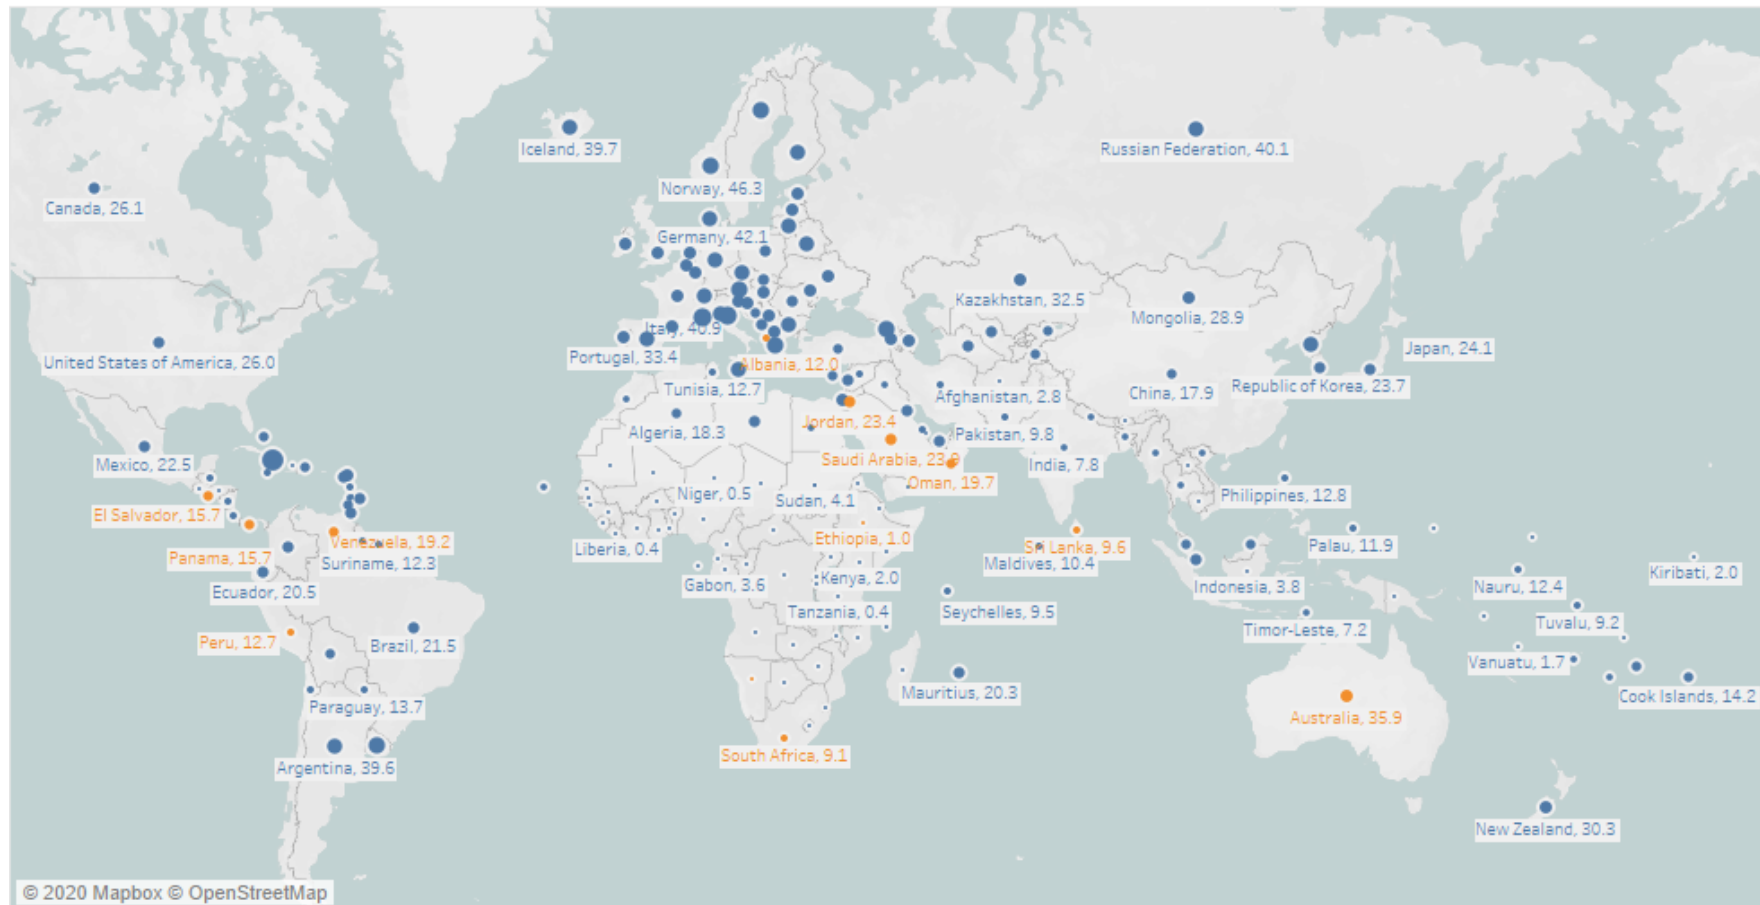 Iceland, 39.7
Russian Federation, 40.1
Norway, 46.3
Canada, 26.1
Germany, 42.1
Kazakhstan, 32.5
Mongolia, 28.9
Italy, 40.9
Japan, 24.1
Portugal, 33.4
United States of America, 26.0
Albania, 12.0
Tunisia, 12.7
Afghanistan, 2.8
China, 17.9
Republic of Korea, 23.7
Jordan, 23.4
Algeria, 18.3
Pakistan, 9.8
Mexico, 22.5
Saudi Arabia, 23.9
India, 7.8
Oman, 19.7
Niger, 0.5
Sudan, 4.1
Philippines, 12.8
El Salvador, 15.7
Ethiopia, 1.0
Venezuela, 19.2
Liberia, 0.4
Sri Lanka, 9.6
Palau, 11.9
Panama, 15.7
Suriname, 12.3
Maldives, 10.4
Kiribati, 2.0
Gabon, 3.6
Kenya, 2.0
Indonesia, 3.8
Nauru, 12.4
Ecuador, 20.5
Tanzania, 0.4
Seychelles, 9.5
Tuvalu, 9.2
Timor-Leste, 7.2
Peru, 12.7
Brazil, 21.5
Vanuatu, 1.7
Mauritius, 20.3
Cook Islands, 14.2
Paraguay, 13.7
Australia, 35.9
South Africa, 9.1
Argentina, 39.6
New Zealand, 30.3
© 2020 Mapbox © OpenStreetMap